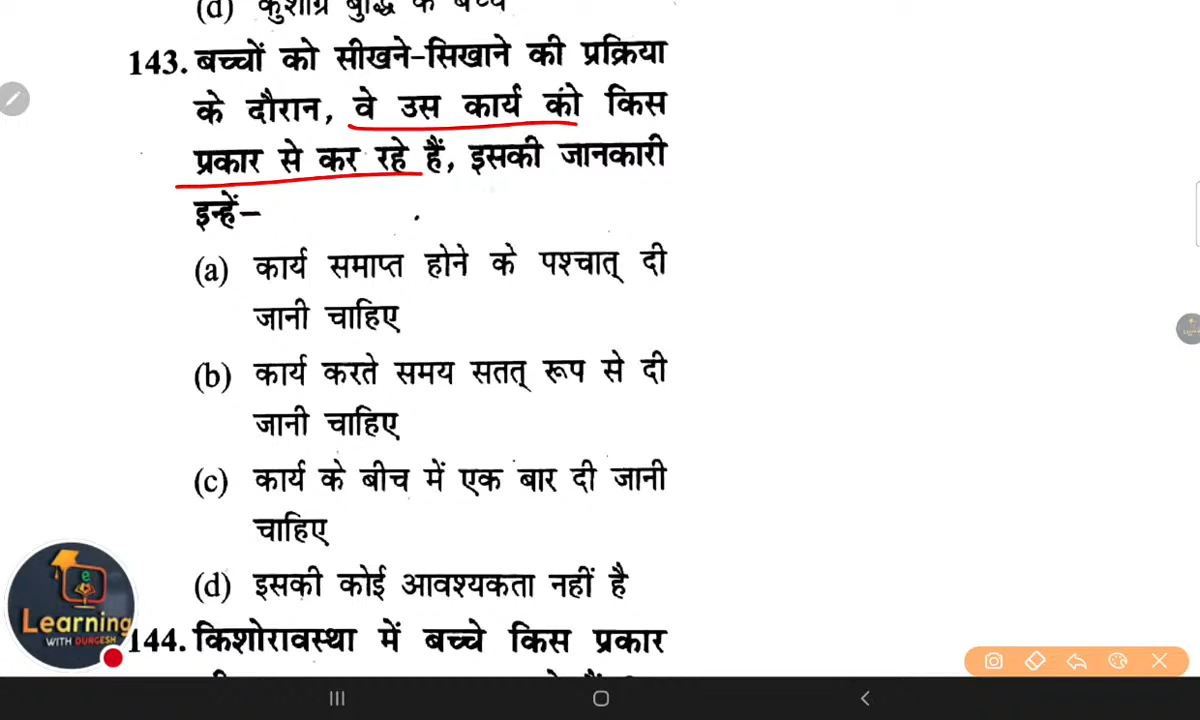 (d) कुशाग्र बुद्धि के बच्चे
143. बच्चों को सीखने-सिखाने की प्रक्रिया
के दौरान, वे उस कार्य को किस
प्रकार से कर रहे हैं, इसकी जानकारी
इन्हें–
(a) कार्य समाप्त होने के पश्चात् दी
जानी चाहिए
(b) कार्य करते समय सतत् रूप से दी
जानी चाहिए
(c) कार्य के बीच में एक बार दी जानी
चाहिए
(d) इसकी कोई आवश्यकता नहीं है
e
Learning
WITH DURGESH
144. किशोरावस्था में बच्चे किस प्रकार